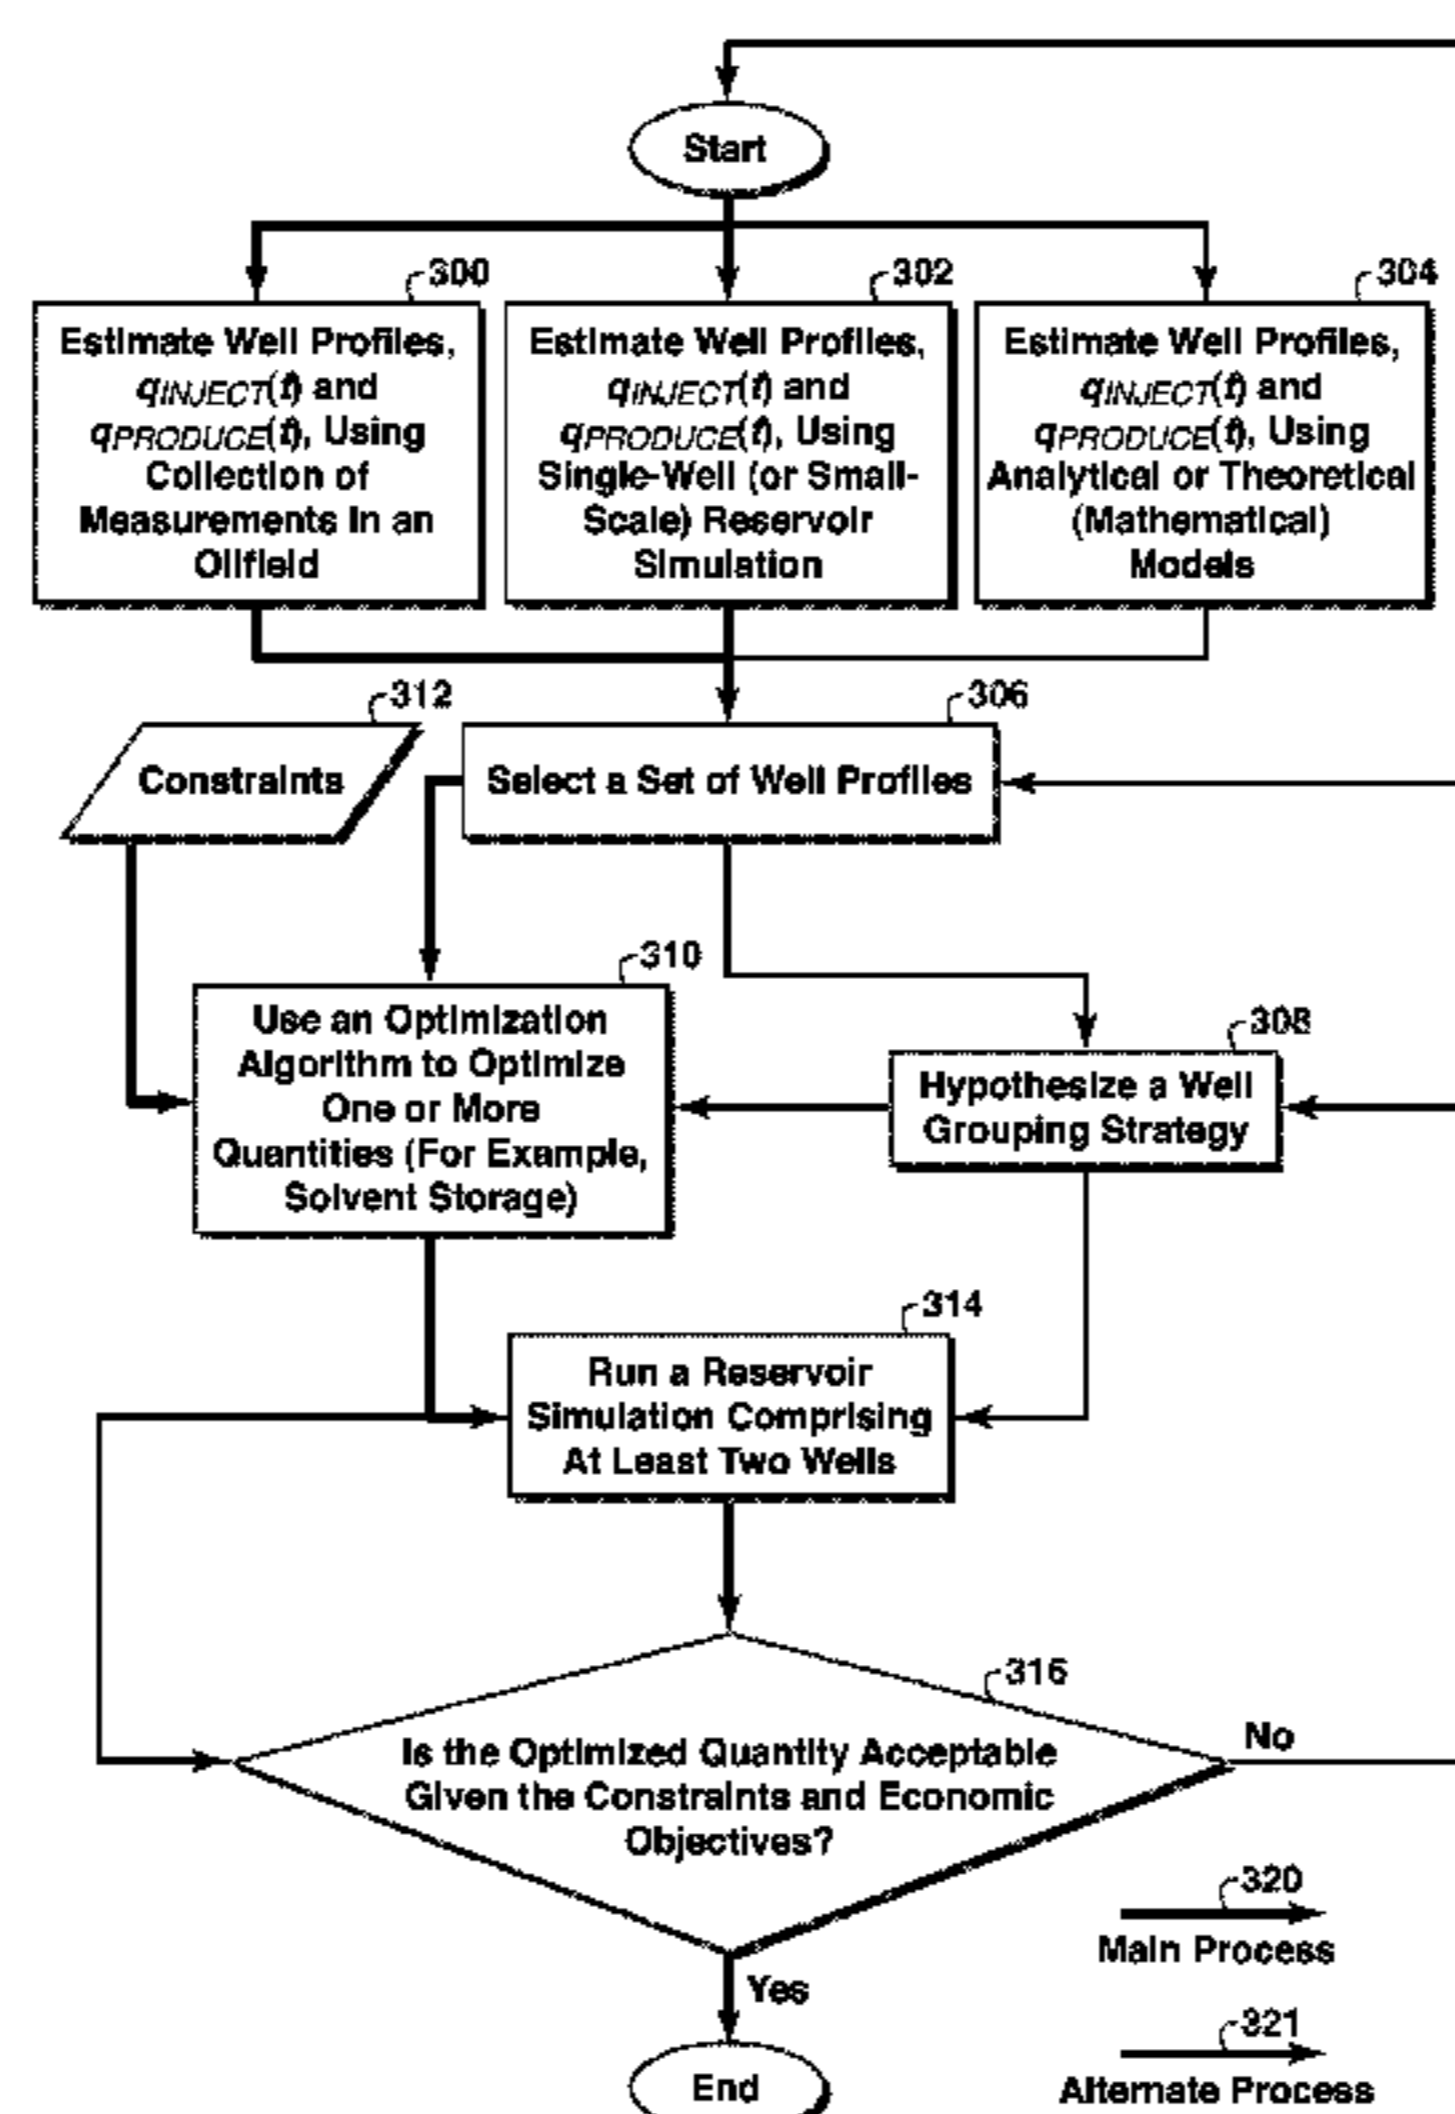 Start
300
Estimate Well Profiles,
qINJECT(t) and
qPRODUCE(t), Using
Collection of
Measurements in an
Oilfield
302
Estimate Well Profiles,
qINJECT(t) and
qPRODUCE(t), Using
Single-Well (or Small-
Scale) Reservoir
Simulation
304
Estimate Well Profiles,
qINJECT(t) and
qPRODUCE(t), Using
Analytical or Theoretical
(Mathematical)
Models
312
Constraints
306
Select a Set of Well Profiles
310
Use an Optimization
Algorithm to Optimize
One or More
Quantities (For Example,
Solvent Storage)
308
Hypothesize a Well
Grouping Strategy
314
Run a Reservoir
Simulation Comprising
At Least Two Wells
316
Is the Optimized Quantity Acceptable
Given the Constraints and Economic
Objectives?
No
Yes
320
Main Process
321
Alternate Process
End